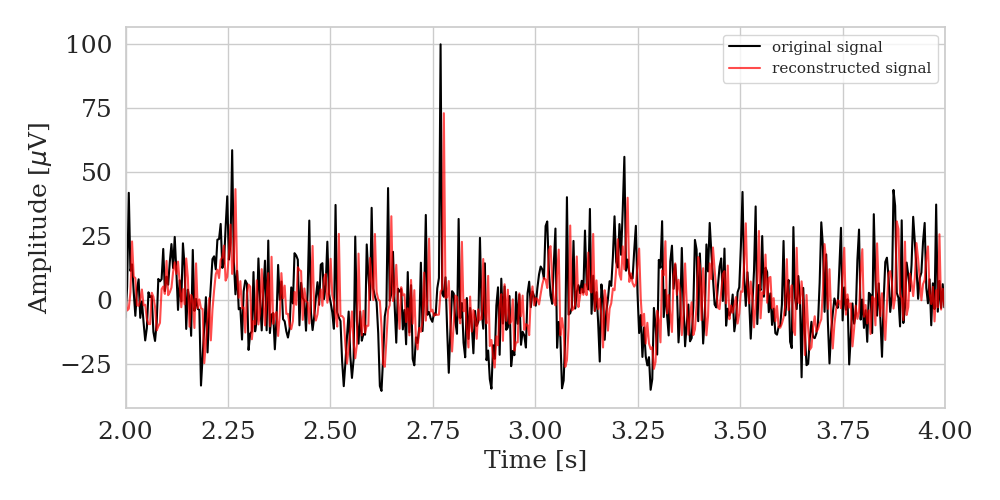 100
75
50
25
0
−25
Amplitude [μV]
original signal
reconstructed signal
2.00 2.25 2.50 2.75 3.00 3.25 3.50 3.75 4.00
Time [s]